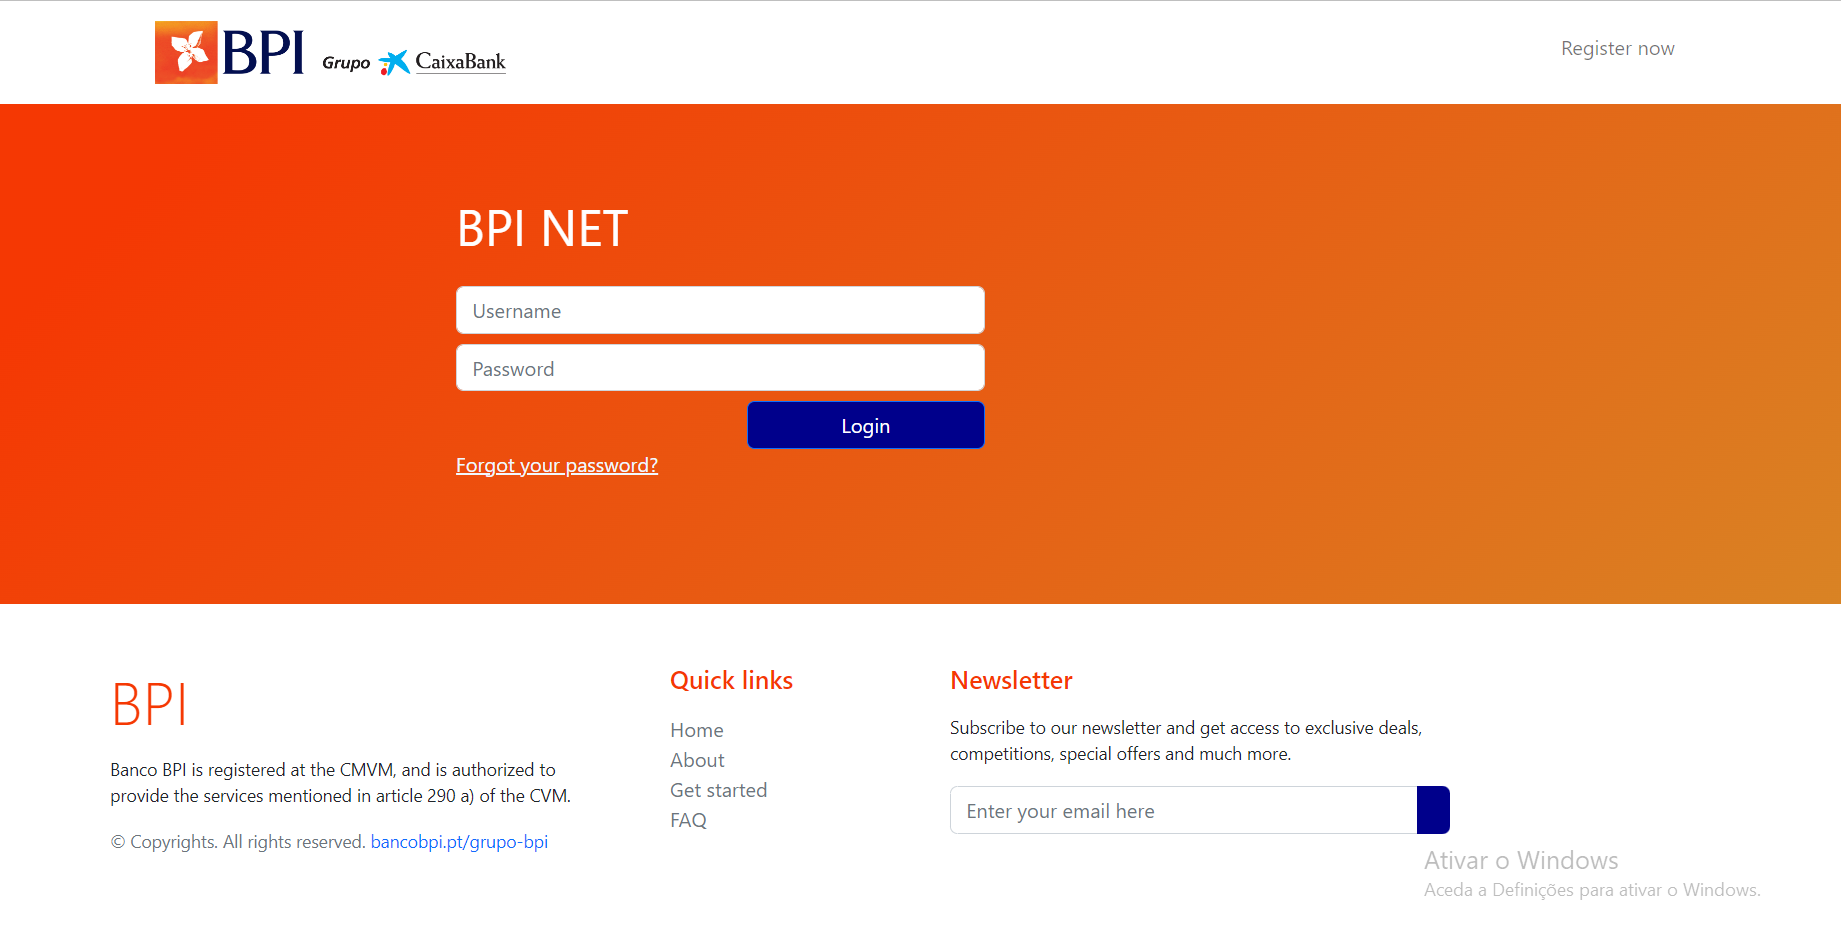 BPI Grupo CaixaBank
Register now
BPI NET
Username
Password
Login
Forgot your password?
BPI
Banco BPI is registered at the CMVM, and is authorized to
provide the services mentioned in article 290 a) of the CVM.
© Copyrights. All rights reserved. bancobpi.pt/grupo-bpi
Quick links
Home
About
Get started
FAQ
Newsletter
Subscribe to our newsletter and get access to exclusive deals,
competitions, special offers and much more.
Enter your email here
Ativar o Windows
Aceda a Definições para ativar o Windows.